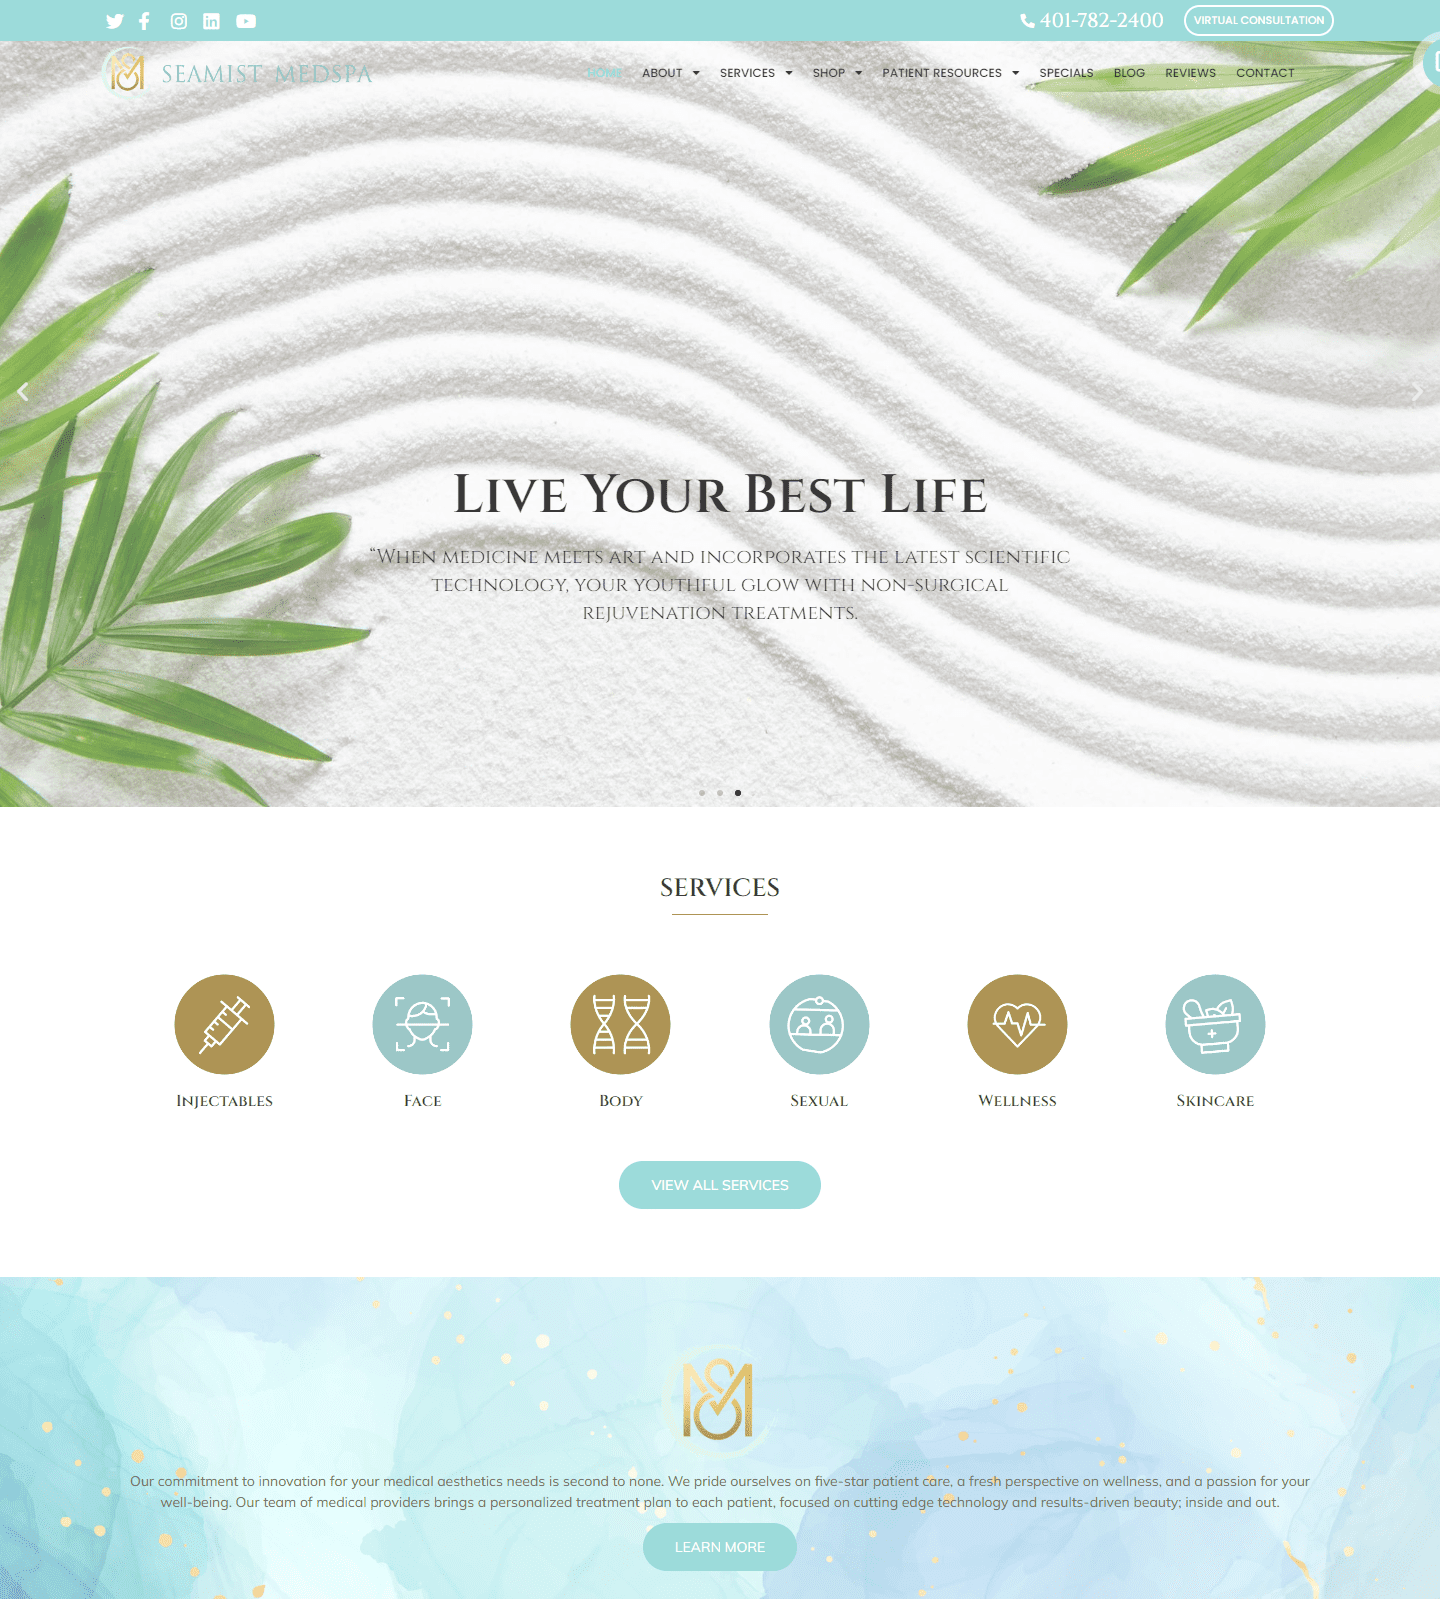 401-782-2400
VIRTUAL CONSULTATION
SEAMIST MEDSPA
HOME
ABOUT
SERVICES
SHOP
PATIENT RESOURCES
SPECIALS
BLOG
REVIEWS
CONTACT
Live Your Best Life
“When medicine meets art and incorporates the latest scientific
technology, your youthful glow with non-surgical
rejuvenation treatments.
SERVICES
Injectables
Face
Body
Sexual
Wellness
Skincare
VIEW ALL SERVICES
Our commitment to innovation for your medical aesthetics needs is second to none. We pride ourselves on five-star patient care, a fresh perspective on wellness, and a passion for your
well-being. Our team of medical providers brings a personalized treatment plan to each patient, focused on cutting edge technology and results-driven beauty; inside and out.
LEARN MORE